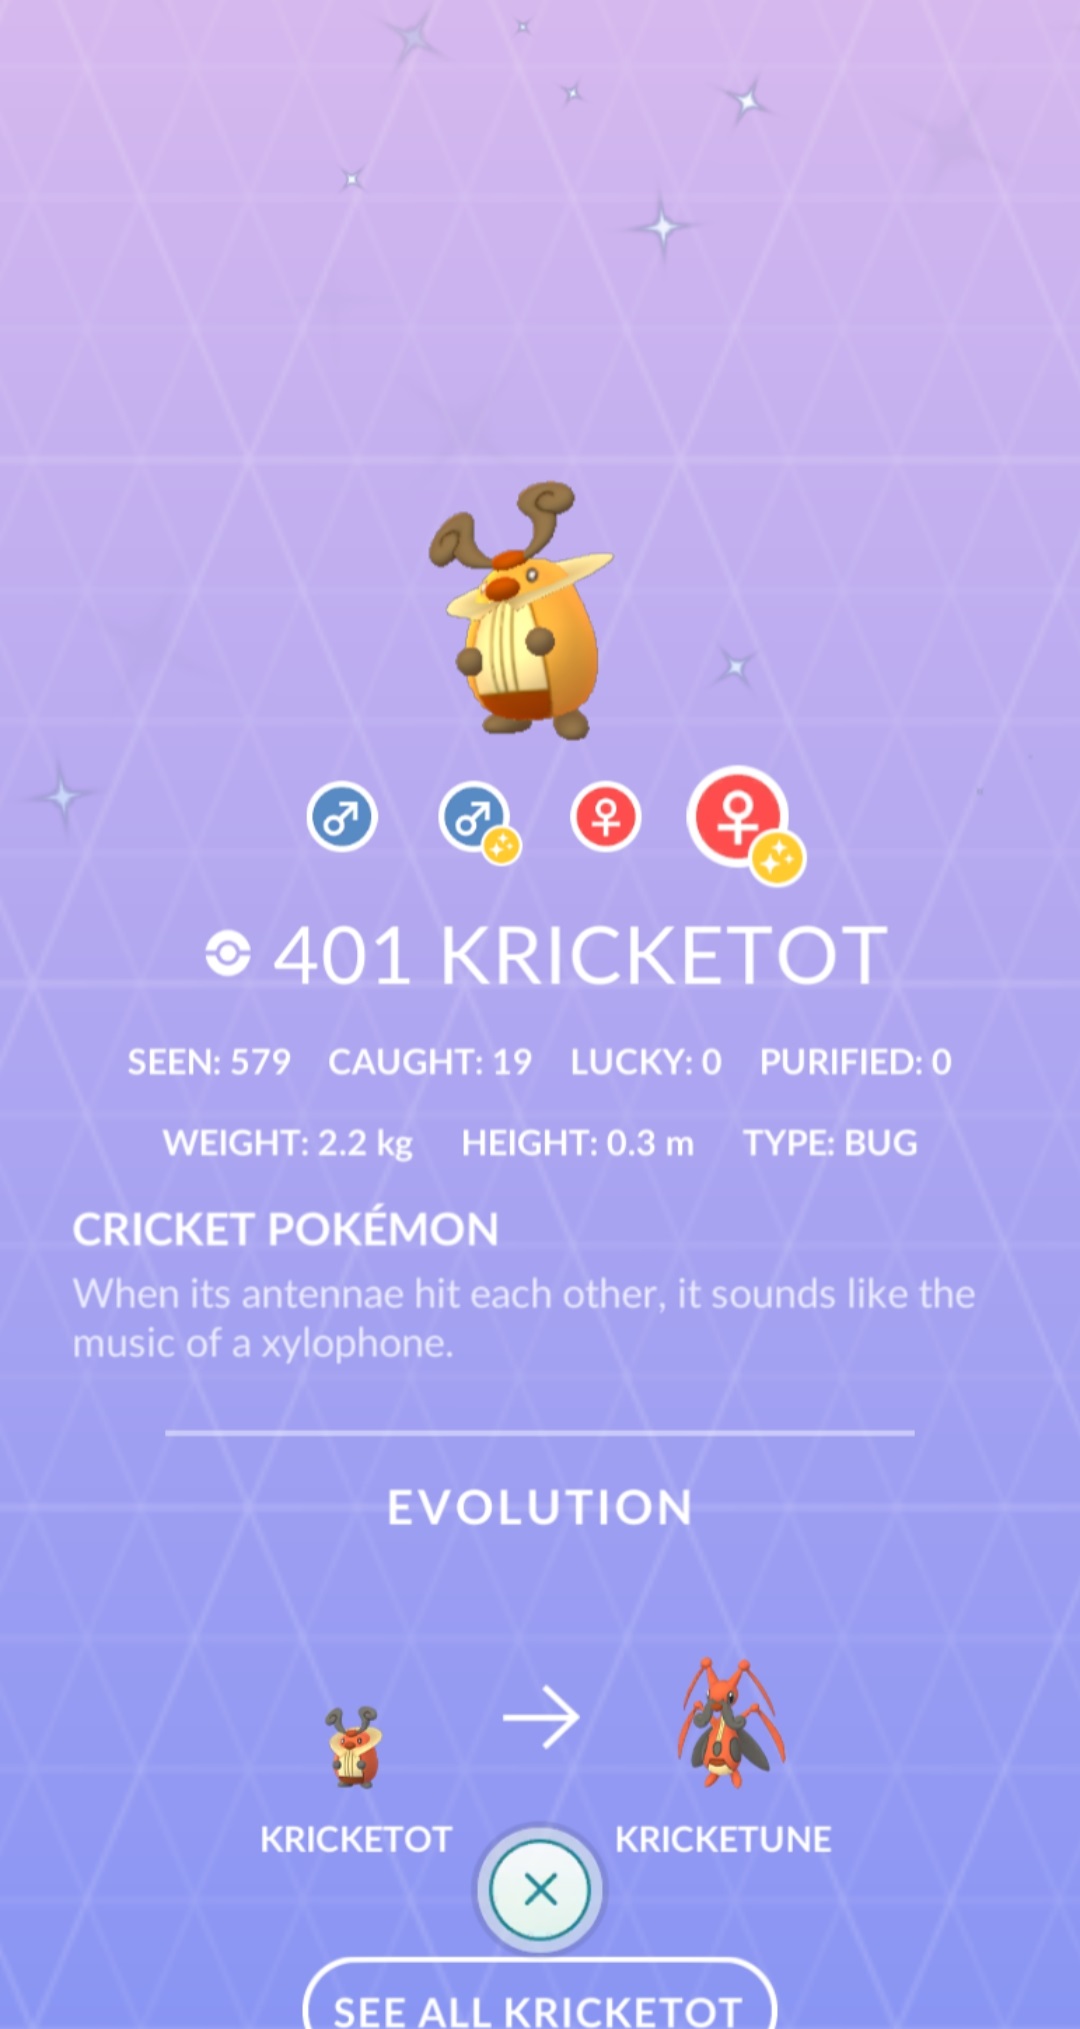 401 KRICKETOT
SEEN: 579 CAUGHT: 19 LUCKY: 0 PURIFIED: 0
WEIGHT: 2.2 kg HEIGHT: 0.3 m TYPE: BUG
CRICKET POKÉMON
When its antennae hit each other, it sounds like the
music of a xylophone.
EVOLUTION
KRICKETOT KRICKETUNE
SEE ALL KRICKETOT